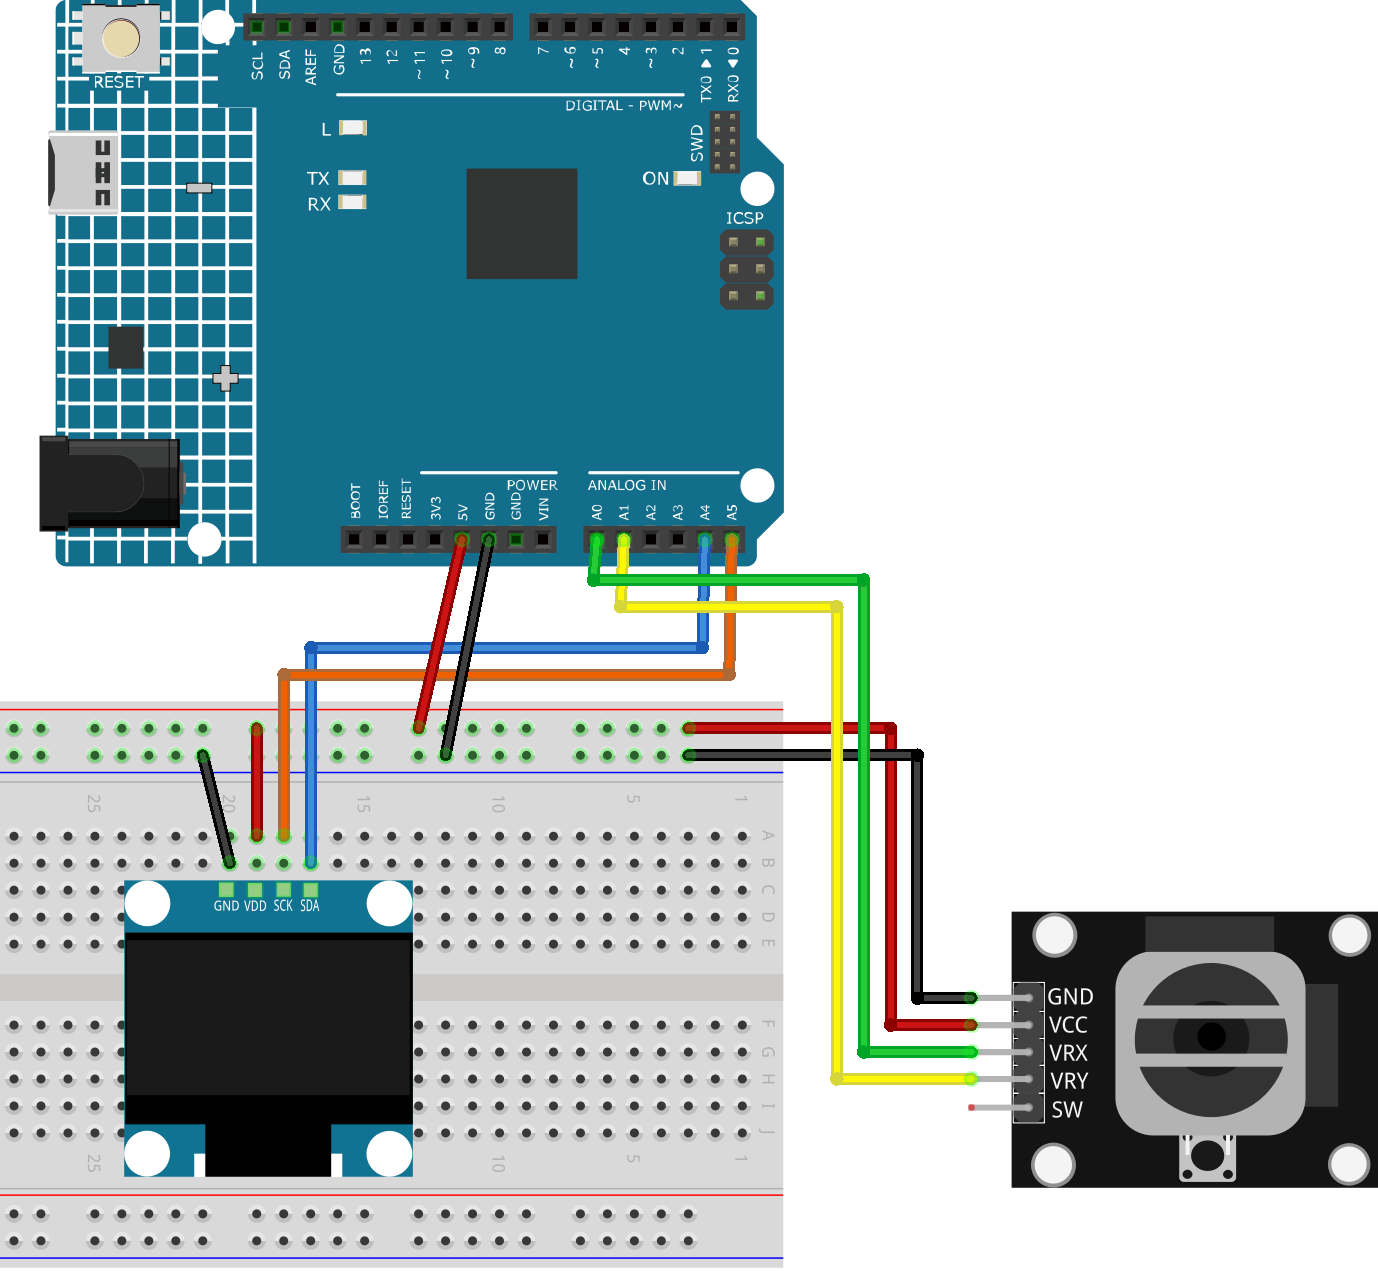 RESET
SCL SDA AREF GND 13 12 ~11 ~10 ~9 8 7 ~6 ~5 4 ~3 2 TX0▶1 RX0◀0
DIGITAL - PWM~
L
SWD
TX
ON
RX
ICSP
POWER
ANALOG IN
BOOT IOREF RESET 3V3 5V GND GND VIN A0 A1 A2 A3 A4 A5
25 20 15 10 5 1
A
B
C
GND VDD SCK SDA
D
E
GND
F
VCC
G
VRX
H
VRY
I
SW
J
25 10 5 1